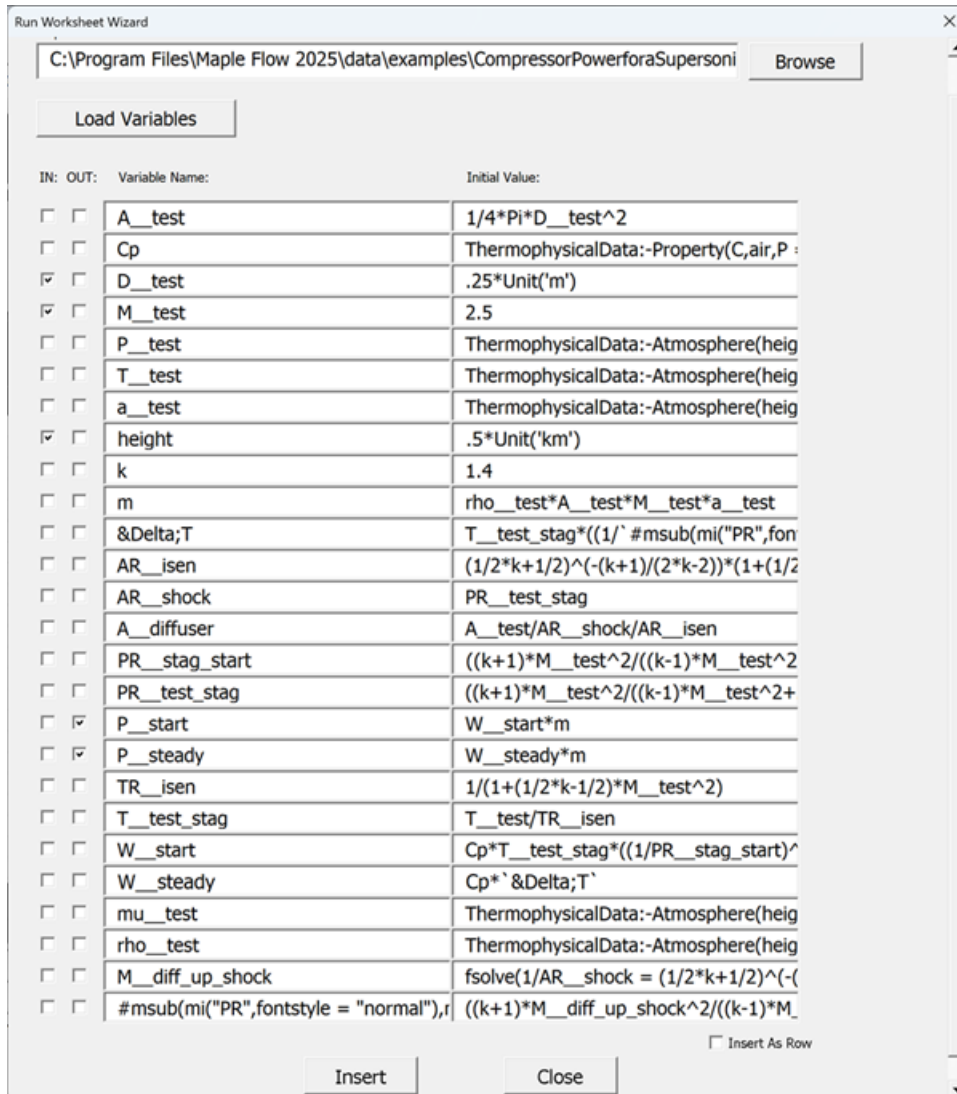 Run Worksheet Wizard
C:\Program Files\Maple Flow 2025\data\examples\CompressorPowerforaSupersoni
Browse
Load Variables
IN: OUT: Variable Name: Initial Value:
A__test 1/4*Pi*D__test^2
Cp ThermophysicalData:-Property(C,air,P =
D__test .25*Unit('m')
M__test 2.5
P__test ThermophysicalData:-Atmosphere(heig
T__test ThermophysicalData:-Atmosphere(heig
a__test ThermophysicalData:-Atmosphere(heig
height .5*Unit('km')
k 1.4
m rho__test*A__test*M__test*a__test
&Delta;T T__test_stag*((1/`#msub(mi("PR",fon
AR__isen (1/2*k+1/2)^(-(k+1)/(2*k-2))*(1+(1/2
AR__shock PR__test_stag
A__diffuser A__test/AR__shock/AR__isen
PR__stag_start ((k+1)*M__test^2/((k-1)*M__test^2
PR__test_stag ((k+1)*M__test^2/((k-1)*M__test^2+
P__start W__start*m
P__steady W__steady*m
TR__isen 1/(1+(1/2*k-1/2)*M__test^2)
T__test_stag T__test/TR__isen
W__start Cp*T__test_stag*((1/PR__stag_start)^
W__steady Cp*`&Delta;T`
mu__test ThermophysicalData:-Atmosphere(heig
rho__test ThermophysicalData:-Atmosphere(heig
M__diff_up_shock fsolve(1/AR__shock = (1/2*k+1/2)^(-(
#msub(mi("PR",fontstyle = "normal"),r ((k+1)*M__diff_up_shock^2/((k-1)*M_
Insert As Row
Insert Close